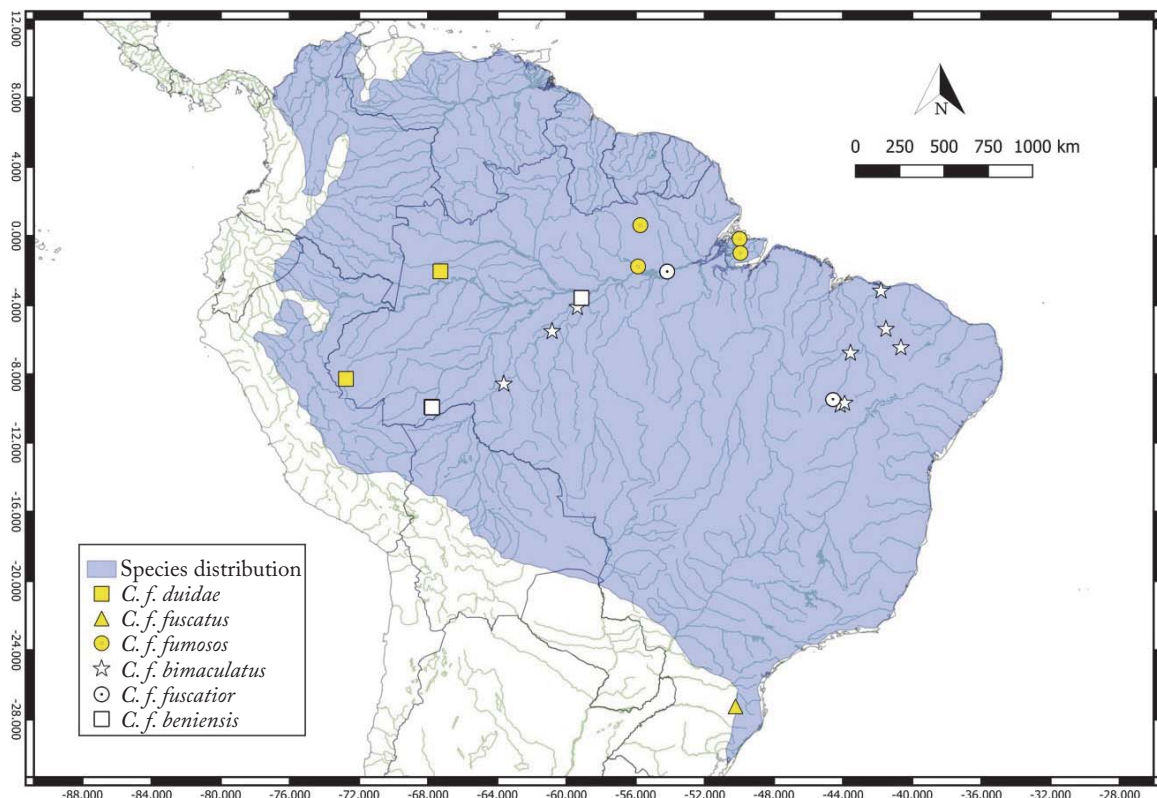 12.000
8.000
4.000
0.000
-4.000
-8.000
-12.000
-16.000
-20.000
-24.000
-28.000
N
0 250 500 750 1000 km
Species distribution
C. f. duidae
C. f. fuscatus
C. f. fumosos
C. f. bimaculatus
C. f. fuscatior
C. f. beniensis
-88.000 -84.000 -80.000 -76.000 -72.000 -68.000 -64.000 -60.000 -56.000 -52.000 -48.000 -44.000 -40.000 -36.000 -32.000 -28.000